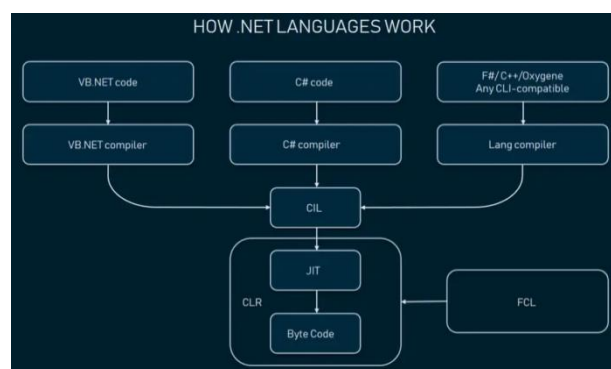 HOW .NET LANGUAGES WORK
VB.NET code
C# code
F#/C++/Oxygene
Any CLI-compatible
VB.NET compiler
C# compiler
Lang compiler
CIL
JIT
CLR
FCL
Byte Code